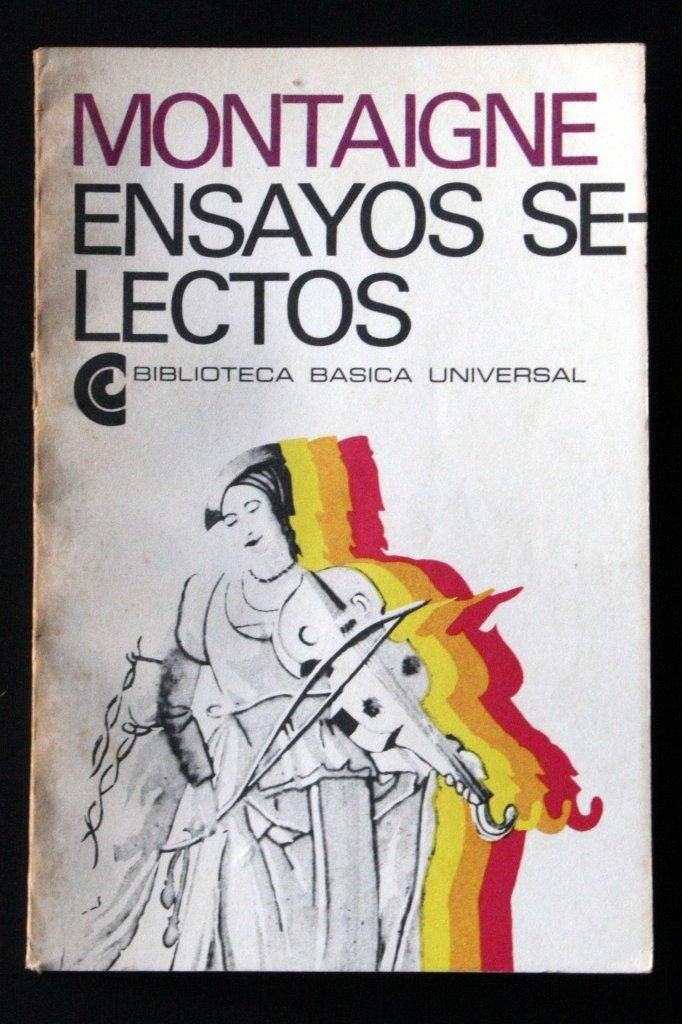 MONTAIGNE
ENSAYOS SE-
LECTOS
BIBLIOTECA BASICA UNIVERSAL